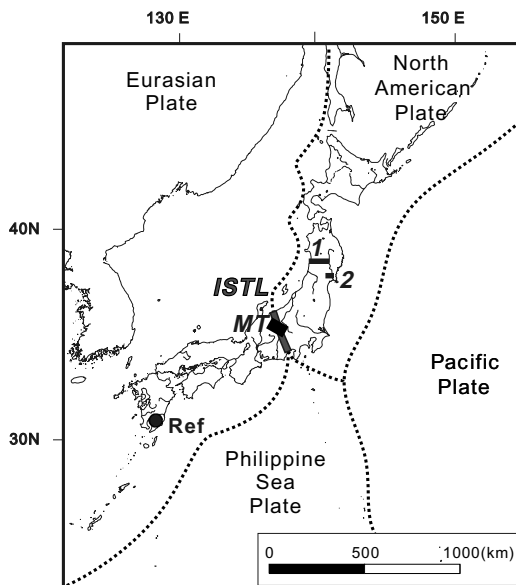 130 E
150 E
Eurasian
Plate
North
American
Plate
40N
1
2
ISTL
MT
Pacific
Plate
Ref
30N
Philippine
Sea
Plate
0 500 1000(km)